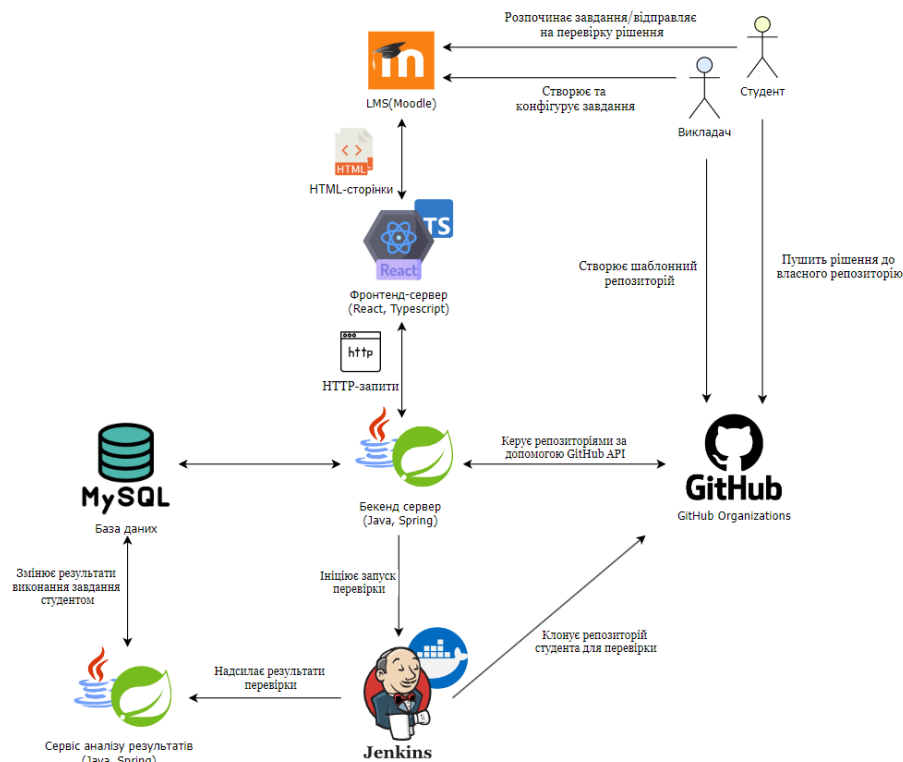 Розпочинає завдання/відправляє
на перевірку рішення
Студент
LMS(Moodle)
Створює та
конфігурує завдання
Викладач
<>
HTML
HTML-сторінки
TS
React
Фронтенд-сервер
(React, Typescript)
Створює шаблонний
репозиторій
Пушить рішення до
власного репозиторію
http
HTTP-запити
MySQL
База даних
Бекенд сервер
(Java, Spring)
Керує репозиторіями за
допомогою GitHub API
GitHub
GitHub Organizations
Змінює результати
виконання завдання
студентом
Ініціює запуск
перевірки
Клонує репозиторій
студента для перевірки
Надсилає результати
перевірки
Сервіс аналізу результатів
(Java, Spring)
Jenkins